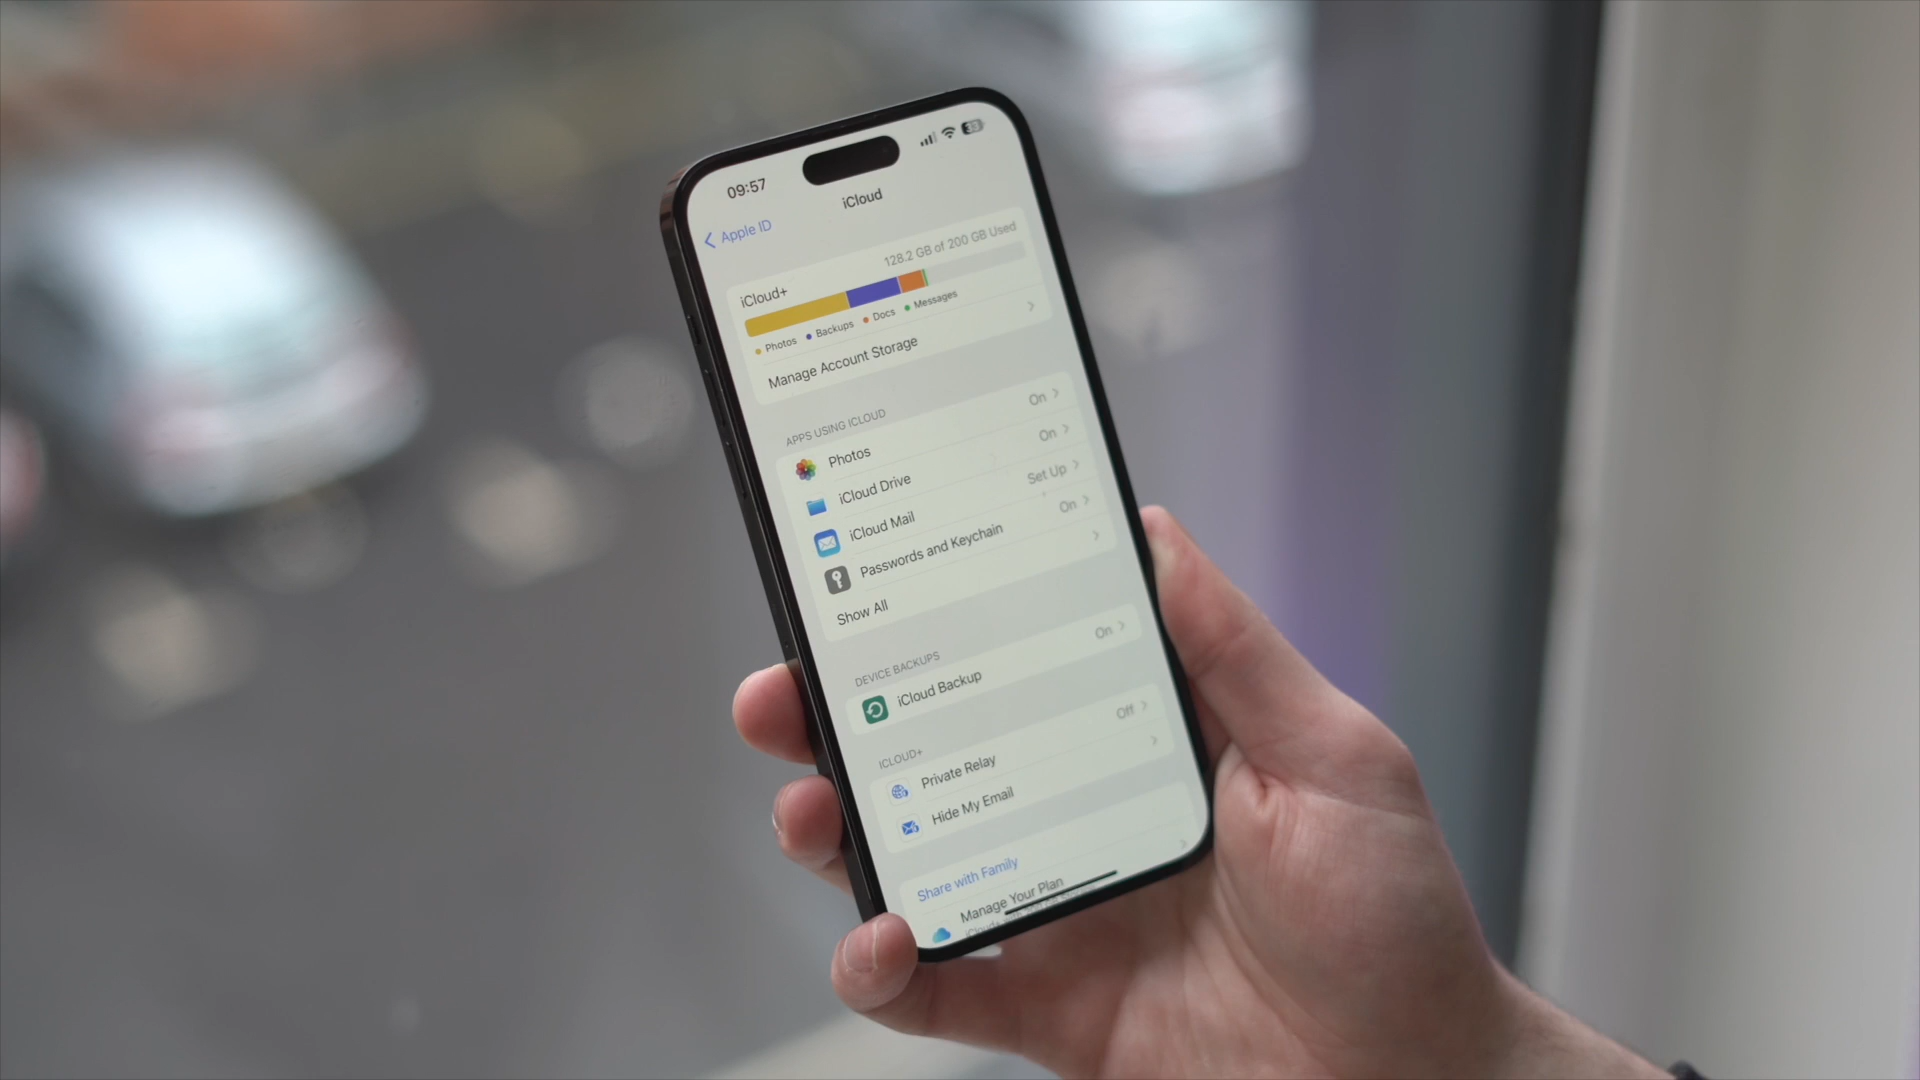 09:57
33
Apple ID
iCloud
iCloud+
128.2 GB of 200 GB Used
Photos Backups Docs Messages
Manage Account Storage
APPS USING ICLOUD
Photos On
iCloud Drive On
iCloud Mail Set Up
Passwords and Keychain On
Show All
DEVICE BACKUPS
iCloud Backup On
ICLOUD+
Private Relay Off
Hide My Email
Share with Family
Manage Your Plan
iCloud+